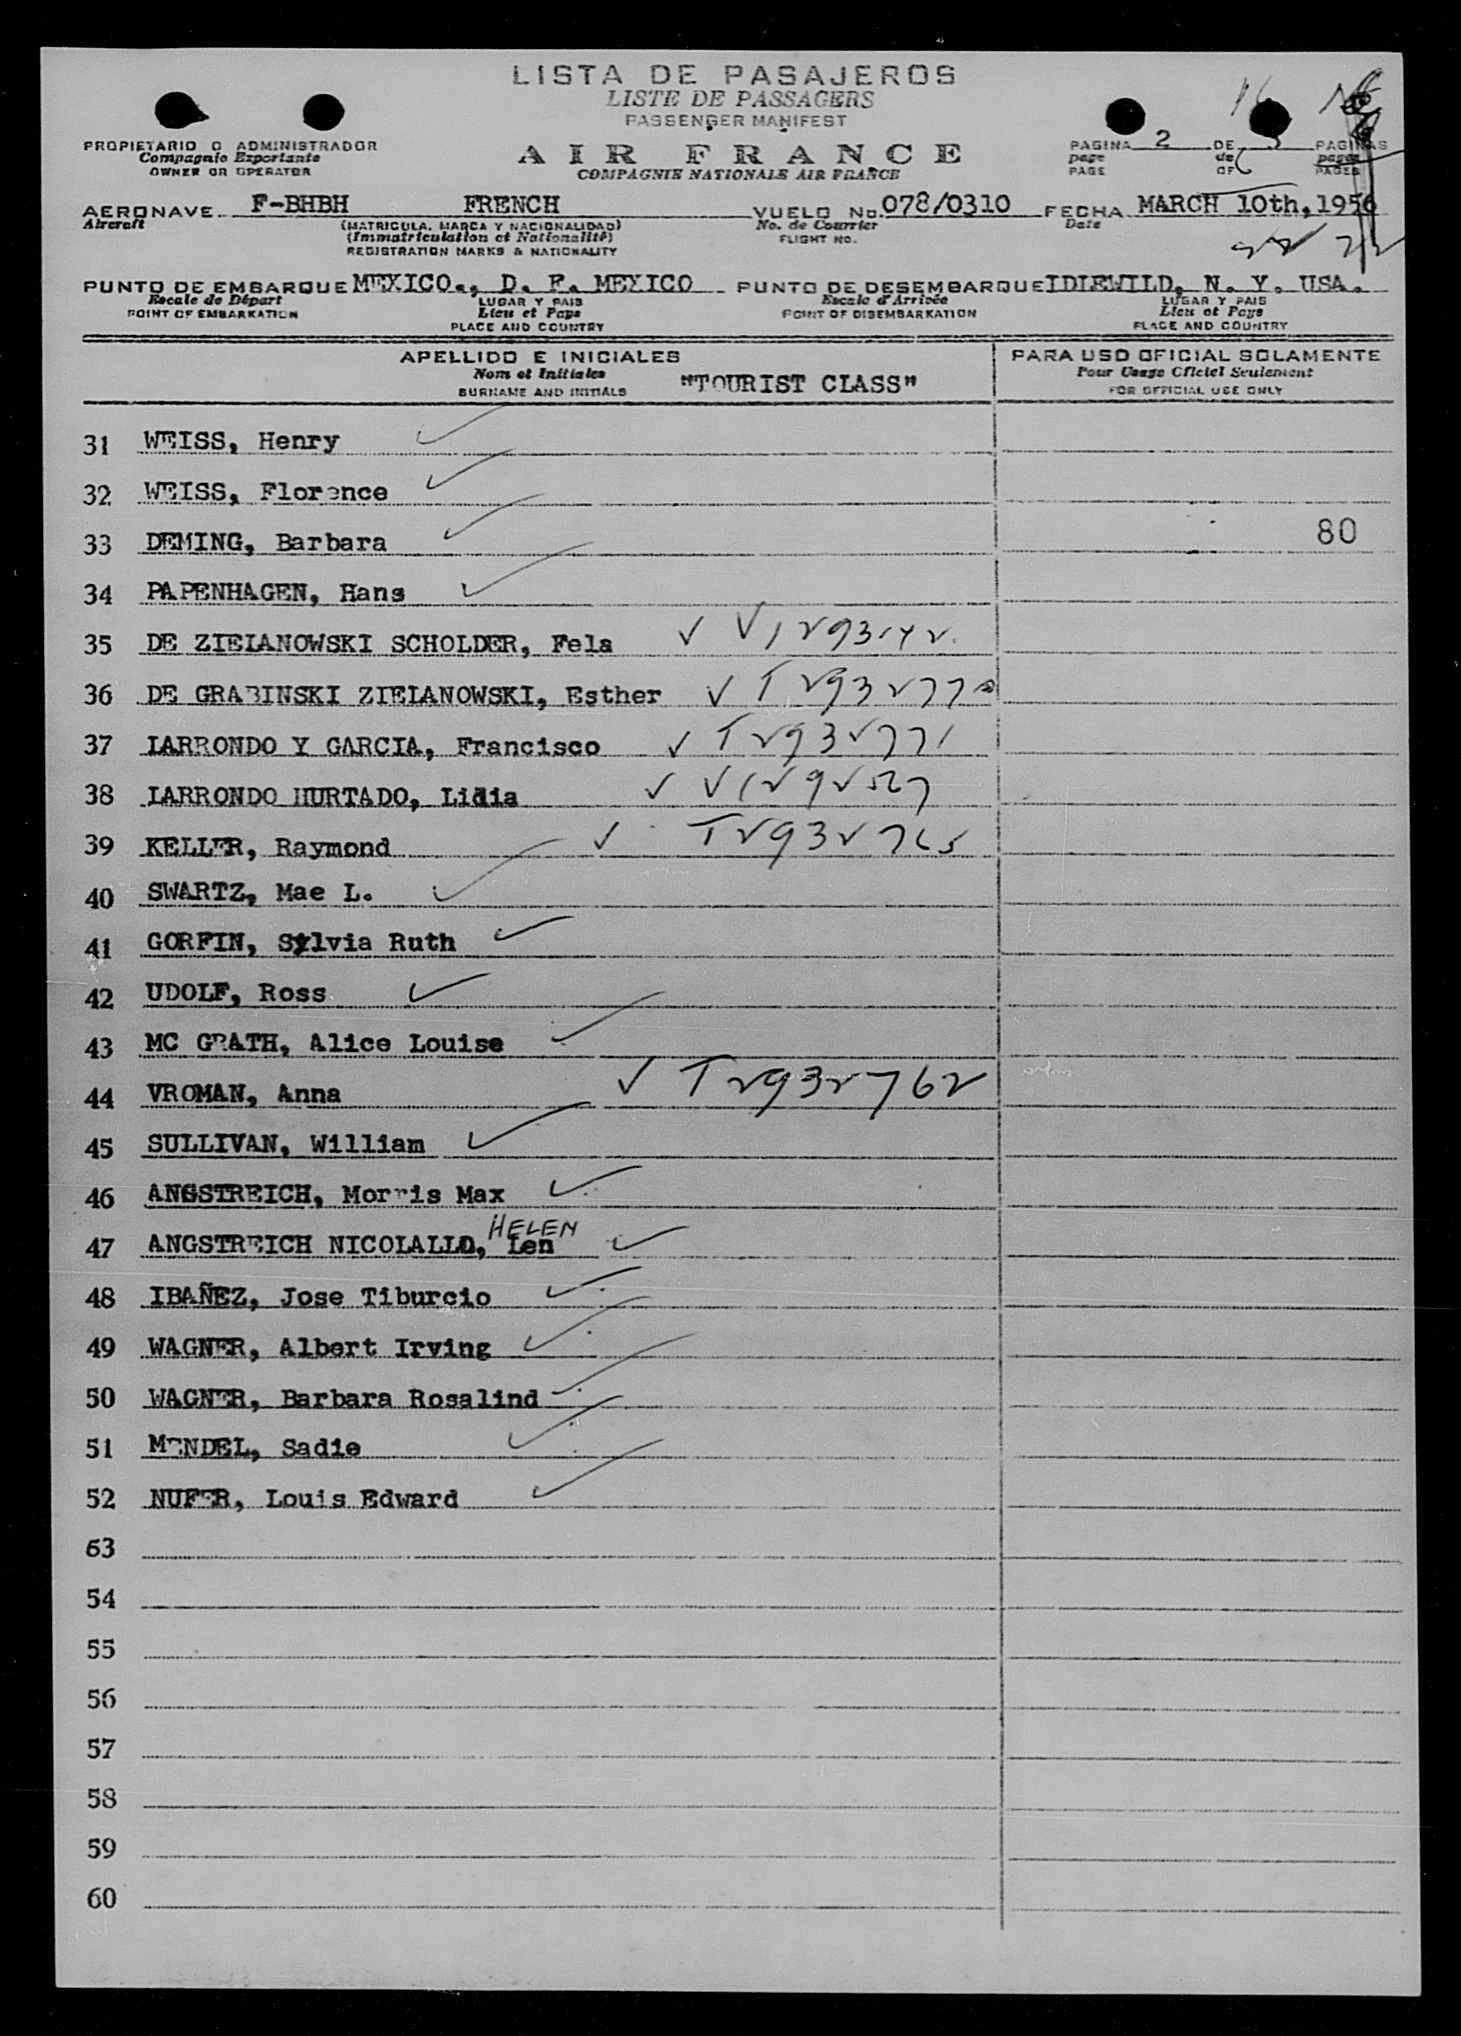 LISTA DE PASAJEROS
LISTE DE PASSAGERS
PASSENGER MANIFEST
16
PROPIETARIO O ADMINISTRADOR
Compagnie Exportante
OWNER OR OPERATOR
AIR FRANCE
COMPAGNIE NATIONALE AIR FRANCE
PAGINA 2 DE 3 PAGINAS
page de pages
PAGE OF PAGES
AERONAVE F-BHBH FRENCH VUELO No. 078/0310 FECHA MARCH 10th, 1956
Aircraft (MATRICULA, MARCA Y NACIONALIDAD) No. de Courrier Date
(Immatriculation et Nationalité) FLIGHT NO.
REGISTRATION MARKS & NATIONALITY
PUNTO DE EMBARQUE MEXICO., D. F. MEXICO PUNTO DE DESEMBARQUE IDLEWILD, N. Y. USA.
Escale de Départ LUGAR Y PAIS Escale d'Arrivée LUGAR Y PAIS
POINT OF EMBARKATION Lieu et Pays POINT OF DISEMBARKATION Lieu et Pays
PLACE AND COUNTRY PLACE AND COUNTRY
APELLIDO E INICIALES PARA USO OFICIAL SOLAMENTE
Nom et Initiales "TOURIST CLASS" Pour Usage Officiel Seulement
SURNAME AND INITIALS FOR OFFICIAL USE ONLY
31 WEISS, Henry ✓
32 WEISS, Florence ✓
33 DEMING, Barbara ✓ 80
34 PAPENHAGEN, Hans ✓
35 DE ZIELANOWSKI SCHOLDER, Fela ✓ V1293142
36 DE GRABINSKI ZIELANOWSKI, Esther ✓ T293277
37 LARRONDO Y GARCIA, Francisco ✓ T2932771
38 LARRONDO HURTADO, Lidia ✓ V1292527
39 KELLER, Raymond ✓ T2932765
40 SWARTZ, Mae L. ✓
41 GORFIN, Sylvia Ruth ✓
42 UDOLF, Ross ✓
43 MC GRATH, Alice Louise ✓
44 VROMAN, Anna ✓ T2932762
45 SULLIVAN, William ✓
46 ANGSTREICH, Morris Max ✓
HELEN
47 ANGSTREICH NICOLALLD, Len ✓
48 IBAÑEZ, Jose Tiburcio ✓
49 WAGNER, Albert Irving ✓
50 WAGNER, Barbara Rosalind ✓
51 MENDEL, Sadie ✓
52 NUFER, Louis Edward ✓
53
54
55
56
57
58
59
60